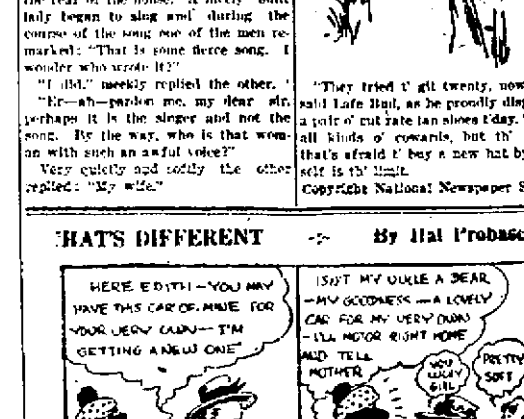 the rear of the house. A nicely built
lady began to sing and during the
course of the song one of the men re-
marked: "That is some fierce song. I
wonder who wrote it?"
"I did," meekly replied the other.
"Er—ah—pardon me, my dear sir,
perhaps it is the singer and not the
song. By the way, who is that wom-
an with such an awful voice?"
Very quietly and softly the other
replied: "My wife."
"They tried t' git twenty, now
said Lafe Bud, as he proudly disp
a pair o' cut rate tan shoes t'day.
all kinds o' cowards, but th'
that's afraid t' buy a new hat by
self is th' limit.
Copyright National Newspaper S
THAT'S DIFFERENT -:- By Hal Probasc
HERE EDITH—YOU MAY
HAVE THIS CAR OF MINE FOR
YOUR VERY OWN—I'M
GETTING A NEW ONE
ISN'T MY UNCLE A DEAR
—MY GOODNESS—A LOVELY
CAR FOR MY VERY OWN
—I'LL MOTOR RIGHT HOME
AND TELL
MOTHER
YOU
LUCKY
GIRL
PRETTY
SOFT